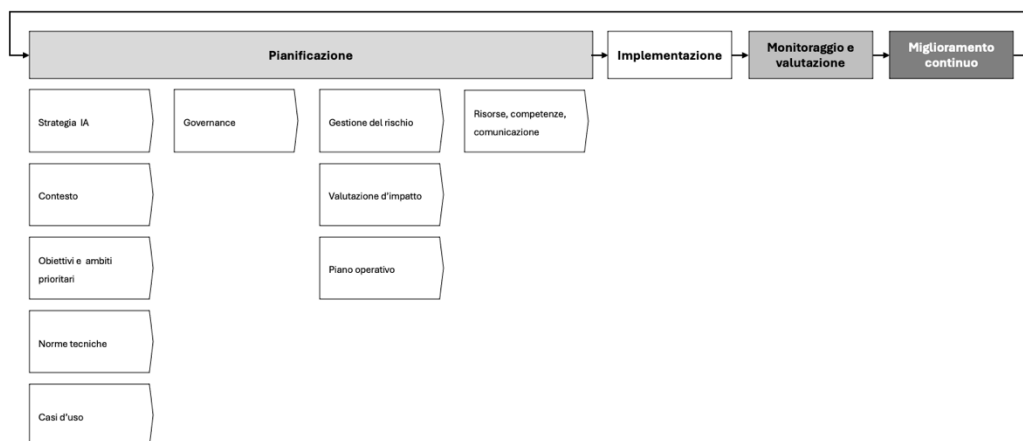 Pianificazione
Implementazione
Monitoraggio e
valutazione
Miglioramento
continuo
Strategia IA
Governance
Gestione del rischio
Risorse, competenze,
comunicazione
Contesto
Valutazione d'impatto
Obiettivi e ambiti
prioritari
Piano operativo
Norme tecniche
Casi d'uso